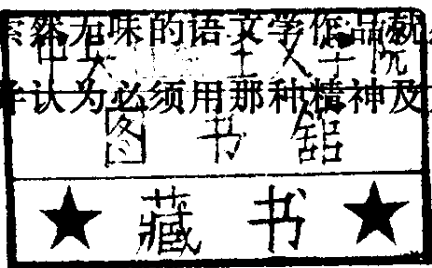 索然无味的语文学作品就
认为必须用那种精神及
图书馆
★藏书★